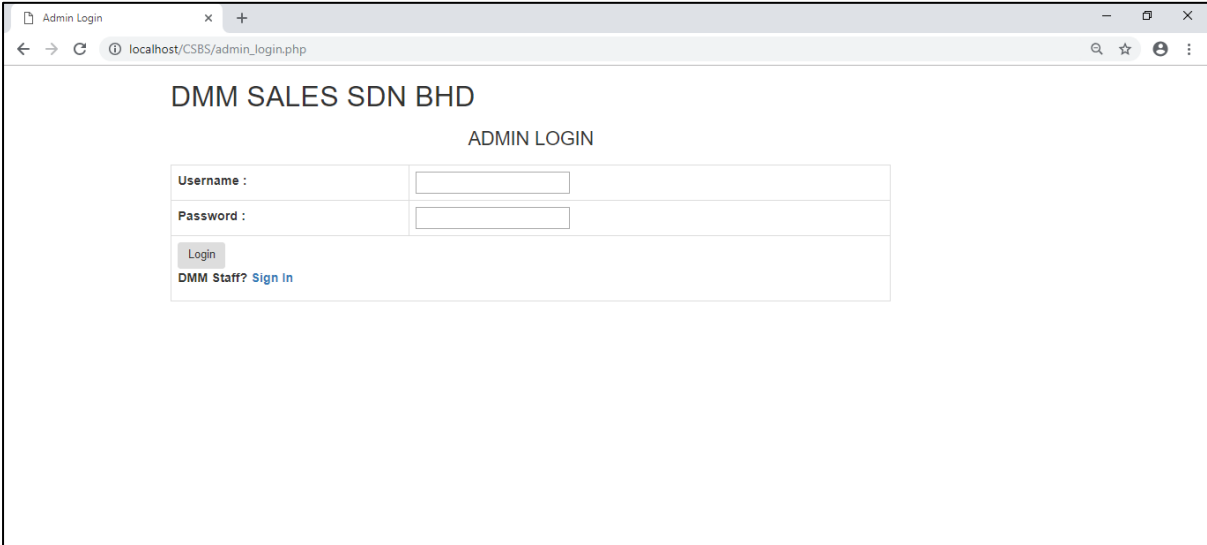 Admin Login
localhost/CSBS/admin_login.php
DMM SALES SDN BHD
ADMIN LOGIN
Username :
Password :
Login
DMM Staff? Sign In